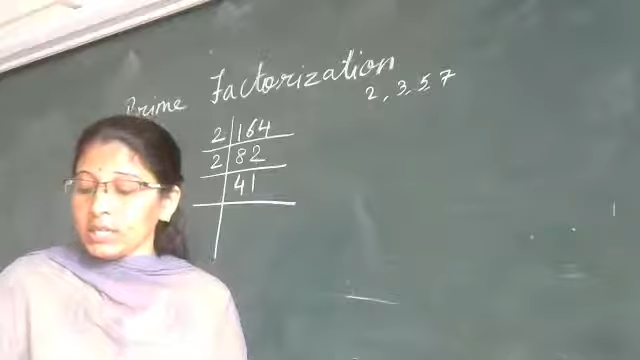 Prime Factorization
2, 3, 5 7
2 | 164
2 | 82
41